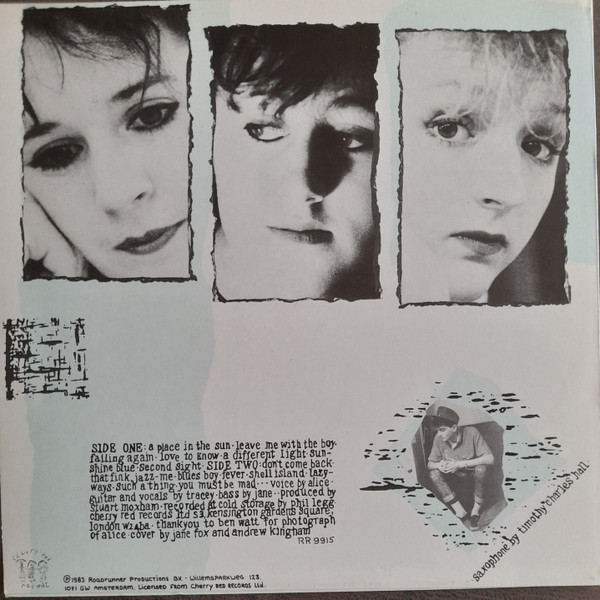 SIDE ONE: a place in the sun·leave me with the boy·
falling again·love to know·a different light·sun-
shine blue·second sight·SIDE TWO: don't come back·
that fink, jazz-me-blues boy·fever·shell island·lazy-
ways·such a thing·you must be mad··· voice by alice·
guitar and vocals by tracey·bass by jane··produced by
stuart moxham·recorded at cold storage by phil legg
cherry red records ltd 53, kensington gardens square,
london w2 4ba·thankyou to ben watt for photograph
of alice·cover by jane fox and andrew kingham
RR-9915
saxophone by timothy charles hall
cherry red
℗1983 Roadrunner Productions B.V. - Willemsparkweg 123,
1071 GW Amsterdam. Licensed from Cherry Red Records Ltd.